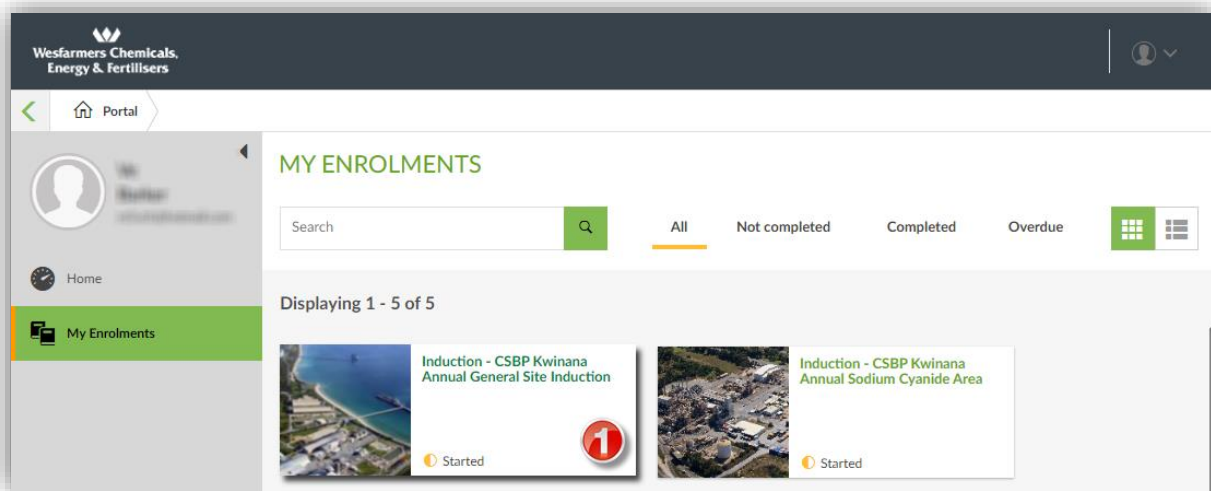 Wesfarmers Chemicals,
Energy & Fertilisers
Portal
MY ENROLMENTS
Search
All Not completed Completed Overdue
Home
My Enrolments
Displaying 1 - 5 of 5
Induction - CSBP Kwinana
Annual General Site Induction
1
Started
Induction - CSBP Kwinana
Annual Sodium Cyanide Area
Started